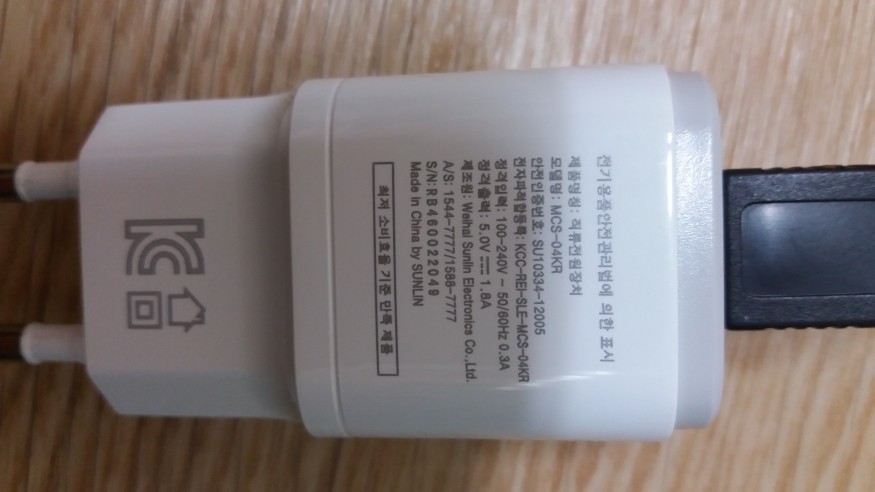 전기용품안전관리법에 의한 표시
제품명칭: 직류전원장치
모델명: MCS-04KR
안전인증번호: SU10334-12005
전자파적합등록: KCC-REI-SLE-MCS-04KR
정격입력: 100-240V ~ 50/60Hz 0.3A
정격출력: 5.0V ⎓ 1.8A
제조원: Weihai Sunlin Electronics Co.,Ltd.
A/S: 1544-7777/1588-7777
S/N:RB460022049
Made in China by SUNLIN
최저 소비효율 기준 만족 제품
KC